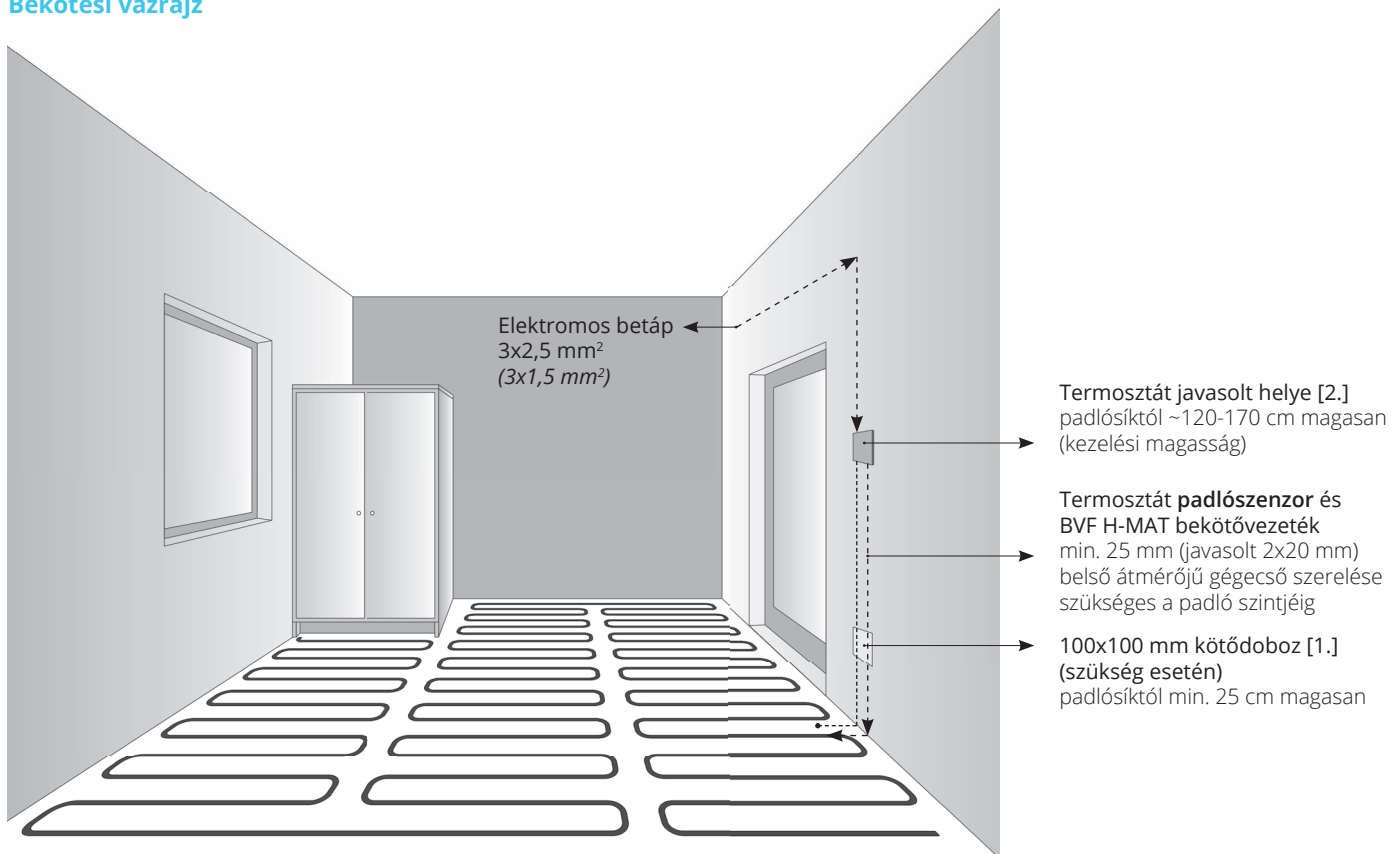 Bekötési vázrajz
Elektromos betáp
3x2,5 mm²
(3x1,5 mm²)
Termosztát javasolt helye [2.]
padlósíktól ~120-170 cm magasan
(kezelési magasság)
Termosztát padlószenzor és
BVF H-MAT bekötővezeték
min. 25 mm (javasolt 2x20 mm)
belső átmérőjű gégecső szerelése
szükséges a padló szintjéig
100x100 mm kötődoboz [1.]
(szükség esetén)
padlósíktól min. 25 cm magasan